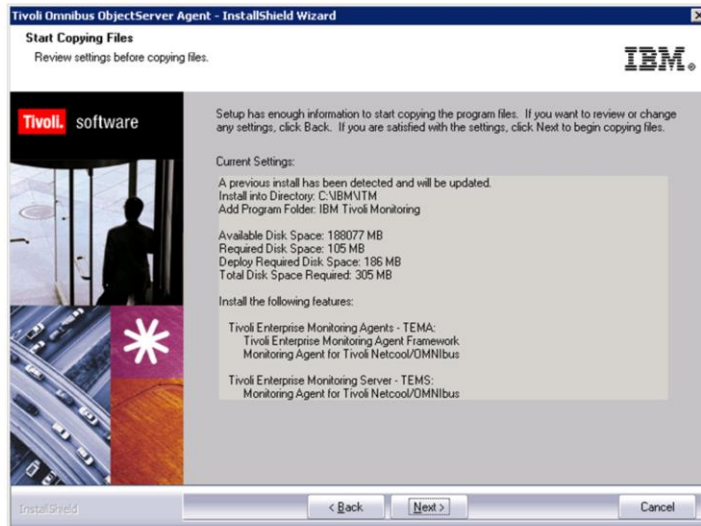 Tivoli Omnibus ObjectServer Agent - InstallShield Wizard
Start Copying Files
Review settings before copying files.
IBM®
Tivoli. software
Setup has enough information to start copying the program files. If you want to review or change
any settings, click Back. If you are satisfied with the settings, click Next to begin copying files.
Current Settings:
A previous install has been detected and will be updated.
Install into Directory: C:\IBM\ITM
Add Program Folder: IBM Tivoli Monitoring
Available Disk Space: 188077 MB
Required Disk Space: 105 MB
Deploy Required Disk Space: 186 MB
Total Disk Space Required: 305 MB
Install the following features:
Tivoli Enterprise Monitoring Agents - TEMA:
Tivoli Enterprise Monitoring Agent Framework
Monitoring Agent for Tivoli Netcool/OMNIbus
Tivoli Enterprise Monitoring Server - TEMS:
Monitoring Agent for Tivoli Netcool/OMNIbus
InstallShield
< Back
Next >
Cancel